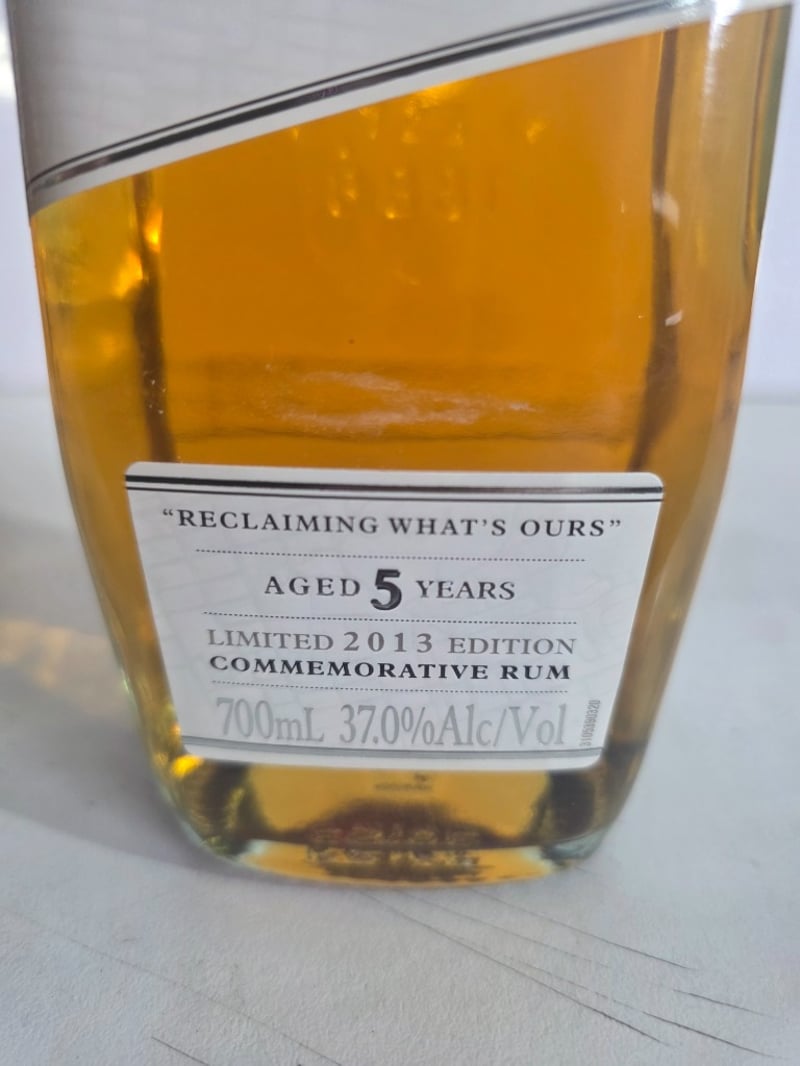 “RECLAIMING WHAT’S OURS”
AGED 5 YEARS
LIMITED 2013 EDITION
COMMEMORATIVE RUM
700mL 37.0%Alc/Vol